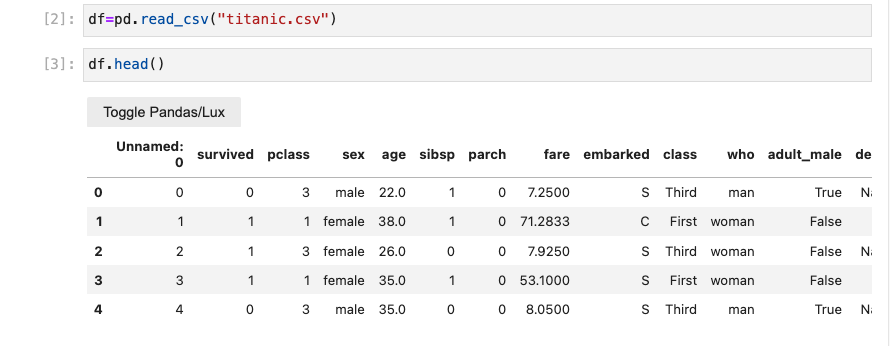 [2]: df=pd.read_csv("titanic.csv")
[3]: df.head()
Toggle Pandas/Lux
Unnamed: 0 survived pclass sex age sibsp parch fare embarked class who adult_male de
0 0 0 3 male 22.0 1 0 7.2500 S Third man True Na
1 1 1 1 female 38.0 1 0 71.2833 C First woman False
2 2 1 3 female 26.0 0 0 7.9250 S Third woman False Na
3 3 1 1 female 35.0 1 0 53.1000 S First woman False
4 4 0 3 male 35.0 0 0 8.0500 S Third man True Na